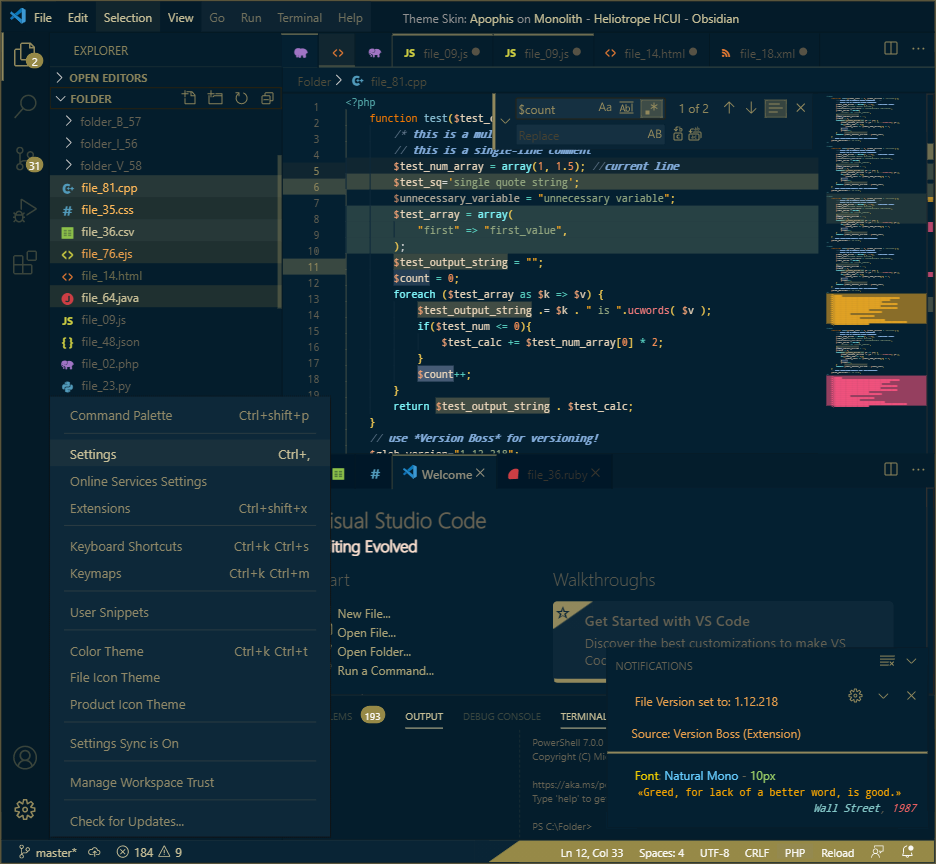 File Edit Selection View Go Run Terminal Help Theme Skin: Apophis on Monolith - Heliotrope HCUI - Obsidian
2
31
EXPLORER
OPEN EDITORS
FOLDER
folder_B_57
folder_I_56
folder_V_58
file_81.cpp
file_35.css
file_36.csv
file_76.ejs
file_14.html
file_64.java
file_09.js
file_48.json
file_02.php
file_23.py
JS file_09.js JS file_09.js file_14.html file_18.xml
Folder > file_81.cpp
$count Aa Abl .* 1 of 2
Replace AB
1 <?php
2 function test($test_c
3 /* this is a mul
4 // this is a single-line comment
5 $test_num_array = array(1, 1.5); //current line
6 $test_sq='single quote string';
7 $unnecessary_variable = "unnecessary variable";
8 $test_array = array(
9 "first" => "first_value",
10 );
11 $test_output_string = "";
12 $count = 0;
13 foreach ($test_array as $k => $v) {
14 $test_output_string .= $k . " is ".ucwords( $v );
15 if($test_num <= 0){
16 $test_calc += $test_num_array[0] * 2;
17 }
18 $count++;
19 }
return $test_output_string . $test_calc;
}
// use *Version Boss* for versioning!
$glob_version="1.12.218";
Command Palette Ctrl+shift+p
Settings Ctrl+,
Online Services Settings
Extensions Ctrl+shift+x
Keyboard Shortcuts Ctrl+k Ctrl+s
Keymaps Ctrl+k Ctrl+m
User Snippets
Color Theme Ctrl+k Ctrl+t
File Icon Theme
Product Icon Theme
Settings Sync is On
Manage Workspace Trust
Check for Updates...
# Welcome file_36.ruby
isual Studio Code
iting Evolved
art
New File...
Open File...
Open Folder...
Run a Command...
Walkthroughs
Get Started with VS Code
Discover the best customizations to make VS
Coc
NOTIFICATIONS
File Version set to: 1.12.218
Source: Version Boss (Extension)
Font: Natural Mono - 10px
«Greed, for lack of a better word, is good.»
Wall Street, 1987
LEMS 193 OUTPUT DEBUG CONSOLE TERMINAL
PowerShell 7.0.0
Copyright (C) Mi
https://aka.ms/po
Type 'help' to ge
PS C:\Folder>
master* 184 9 Ln 12, Col 33 Spaces: 4 UTF-8 CRLF PHP Reload